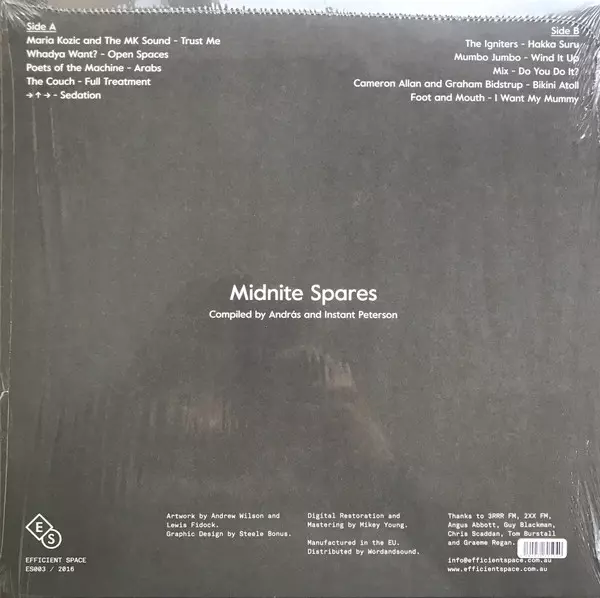 Side A
Maria Kozic and The MK Sound - Trust Me
Whadya Want? - Open Spaces
Poets of the Machine - Arabs
The Couch - Full Treatment
→↑→ - Sedation
Side B
The Igniters - Hakka Suru
Mumbo Jumbo - Wind It Up
Mix - Do You Do It?
Cameron Allan and Graham Bidstrup - Bikini Atoll
Foot and Mouth - I Want My Mummy
Midnite Spares
Compiled by András and Instant Peterson
E S
EFFICIENT SPACE
ES003 / 2016
Artwork by Andrew Wilson and
Lewis Fidock.
Graphic Design by Steele Bonus.
Digital Restoration and
Mastering by Mikey Young.
Manufactured in the EU.
Distributed by Wordandsound.
Thanks to 3RRR FM, 2XX FM,
Angus Abbott, Guy Blackman,
Chris Scaddan, Tom Burstall
and Graeme Regan.
info@efficientspace.com.au
www.efficientspace.com.au